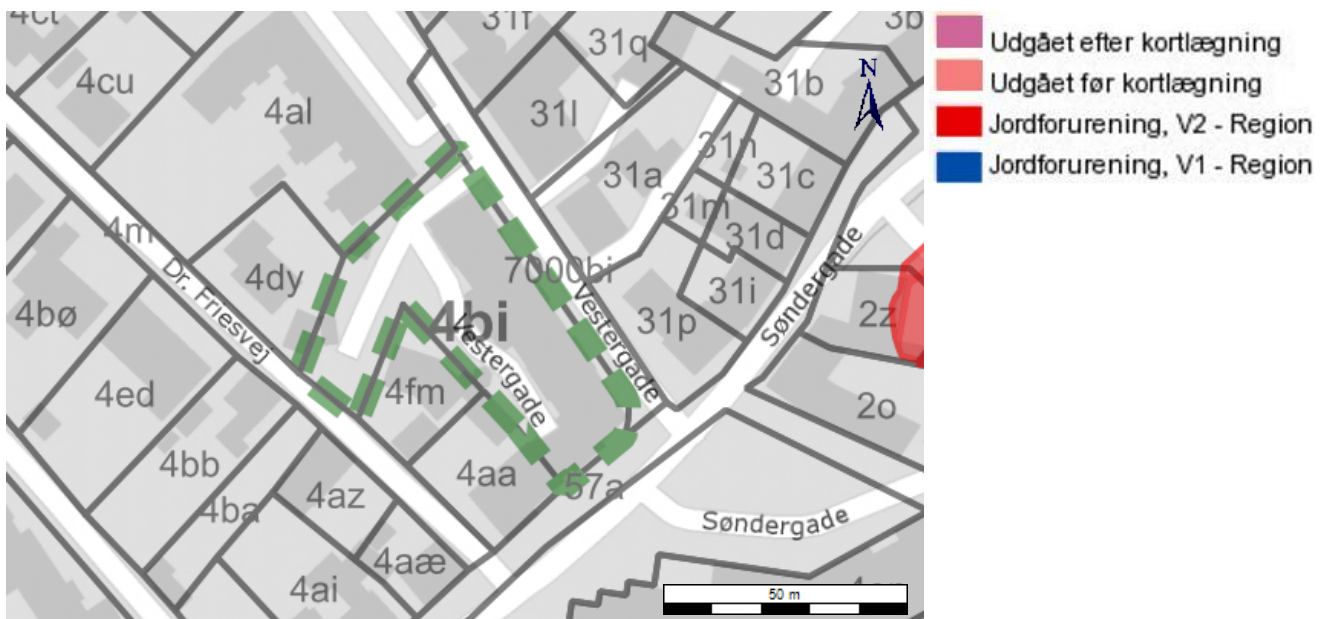 31f
31q
3b
4cu
31b
N
4al
31l
31n
31a
31c
31m
4m
31d
7000bi
4dy
31i
Søndergade
Dr. Friesvej
Vestergade
4bø
4bi
31p
2z
Vestergade
4ed
4fm
2o
4bb
4aa
57a
4az
4ba
Søndergade
4aæ
4ai
50 m
Udgået efter kortlægning
Udgået før kortlægning
Jordforurening, V2 - Region
Jordforurening, V1 - Region